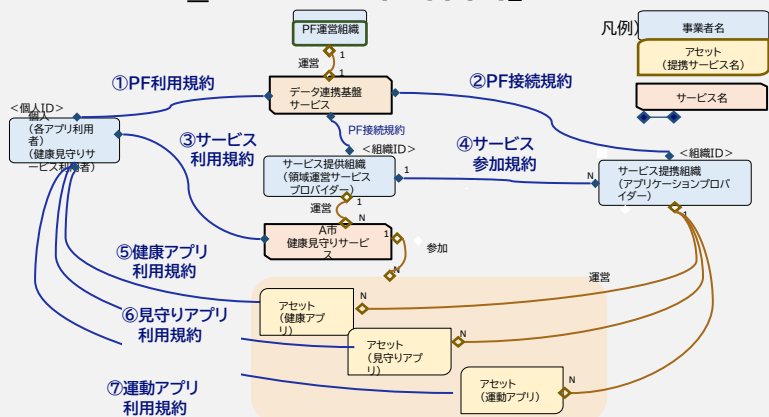 PF運営組織
1
運営
1
データ連携基盤
サービス
凡例)
事業者名
アセット
(提携サービス名)
サービス名
①PF利用規約
②PF接続規約
<個人ID>
個人
(各アプリ利用
者)
(健康見守りサ
ービス利用者)
③サービス
利用規約
PF接続規約
<組織ID>
サービス提供組織
(領域運営サービス
プロバイダー)
1
④サービス
参加規約
N
<組織ID>
サービス提携組織
(アプリケーションプロバ
イダー)
1
1
運営
N
A市
健康見守りサービ
ス
1
参加
N
⑤健康アプリ
利用規約
運営
アセット
(健康アプ
リ)
N
⑥見守りアプリ
利用規約
アセット
(見守りアプ
リ)
N
⑦運動アプリ
利用規約
アセット
(運動アプリ)
N